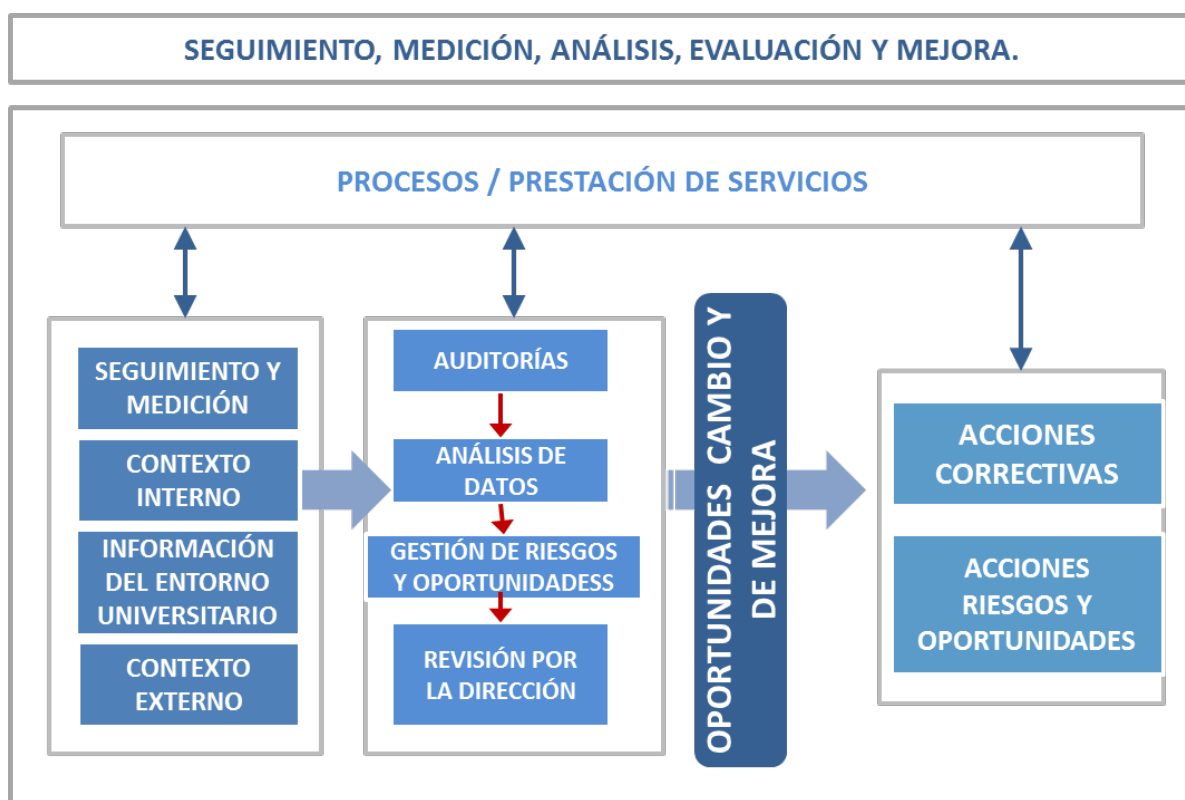 SEGUIMIENTO, MEDICIÓN, ANÁLISIS, EVALUACIÓN Y MEJORA.
PROCESOS / PRESTACIÓN DE SERVICIOS
SEGUIMIENTO Y
MEDICIÓN
CONTEXTO
INTERNO
INFORMACIÓN
DEL ENTORNO
UNIVERSITARIO
CONTEXTO
EXTERNO
AUDITORÍAS
ANÁLISIS DE
DATOS
GESTIÓN DE RIESGOS
Y OPORTUNIDADESS
REVISIÓN POR
LA DIRECCIÓN
OPORTUNIDADES CAMBIO Y
DE MEJORA
ACCIONES
CORRECTIVAS
ACCIONES
RIESGOS Y
OPORTUNIDADES